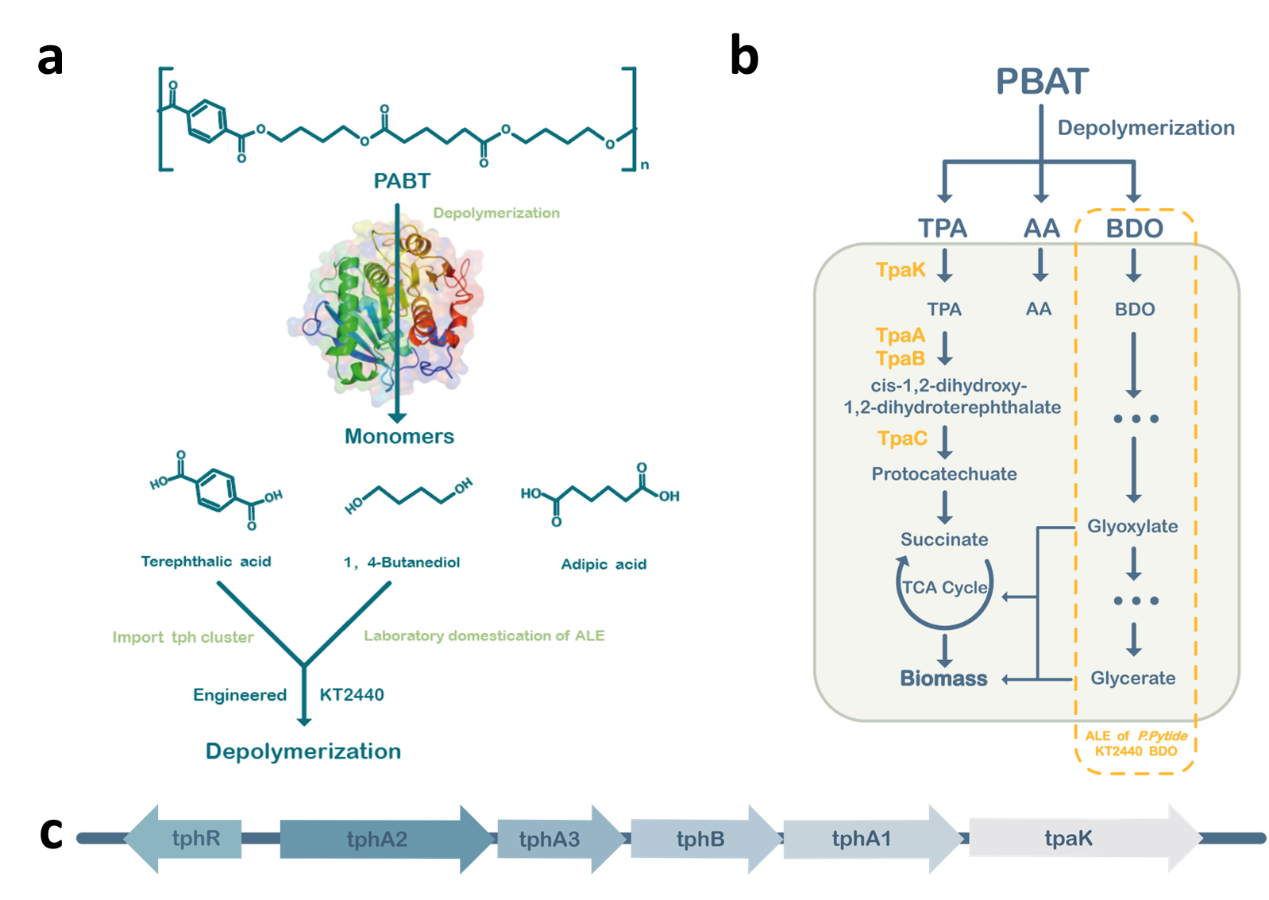 a
O
O
O
O
O
O
O
O
n
PABT
Depolymerization
Monomers
HO
O
OH
O
HO
OH
HO
O
O
OH
Terephthalic acid
1, 4-Butanediol
Adipic acid
Import tph cluster
Laboratory domestication of ALE
Engineered
KT2440
Depolymerization
b
PBAT
Depolymerization
TPA
AA
BDO
TpaK
TPA
AA
BDO
TpaA
TpaB
cis-1,2-dihydroxy-
1,2-dihydroterephthalate
TpaC
Protocatechuate
Glyoxylate
Succinate
TCA Cycle
Biomass
Glycerate
ALE of P.Pytide
KT2440 BDO
c
tphR
tphA2
tphA3
tphB
tphA1
tpaK